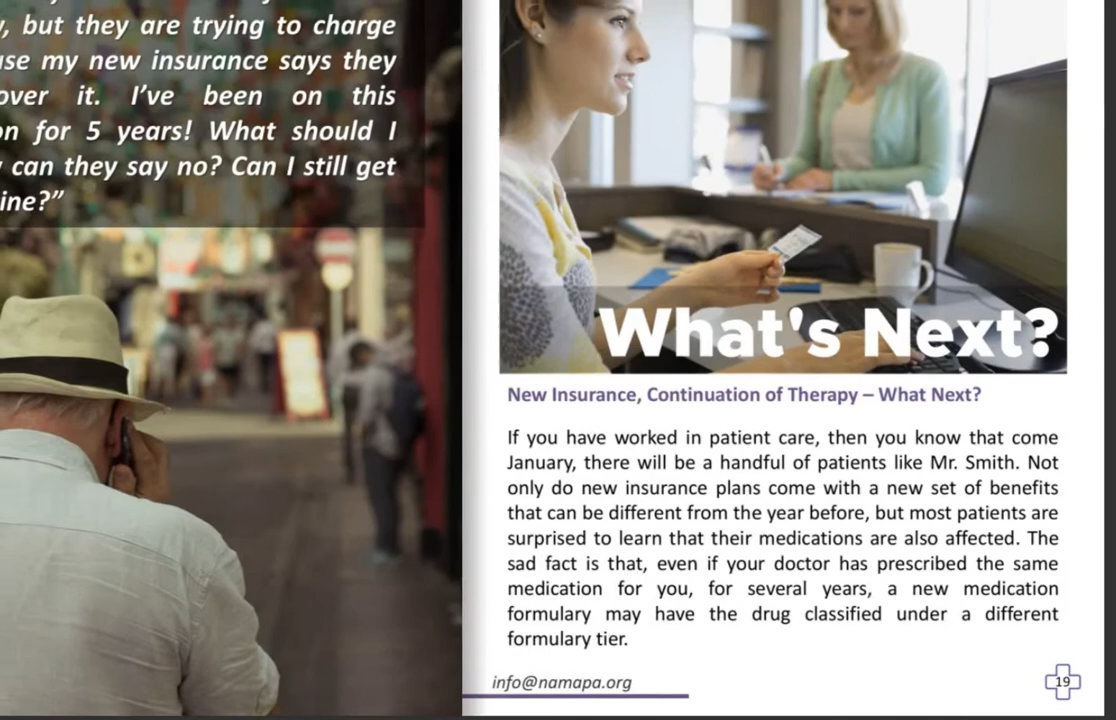 , but they are trying to charge
my new insurance says they
over it. I've been on this
for 5 years! What should I
can they say no? Can I still get
ine?”
What's Next?
New Insurance, Continuation of Therapy – What Next?
If you have worked in patient care, then you know that come
January, there will be a handful of patients like Mr. Smith. Not
only do new insurance plans come with a new set of benefits
that can be different from the year before, but most patients are
surprised to learn that their medications are also affected. The
sad fact is that, even if your doctor has prescribed the same
medication for you, for several years, a new medication
formulary may have the drug classified under a different
formulary tier.
info@namapa.org
19